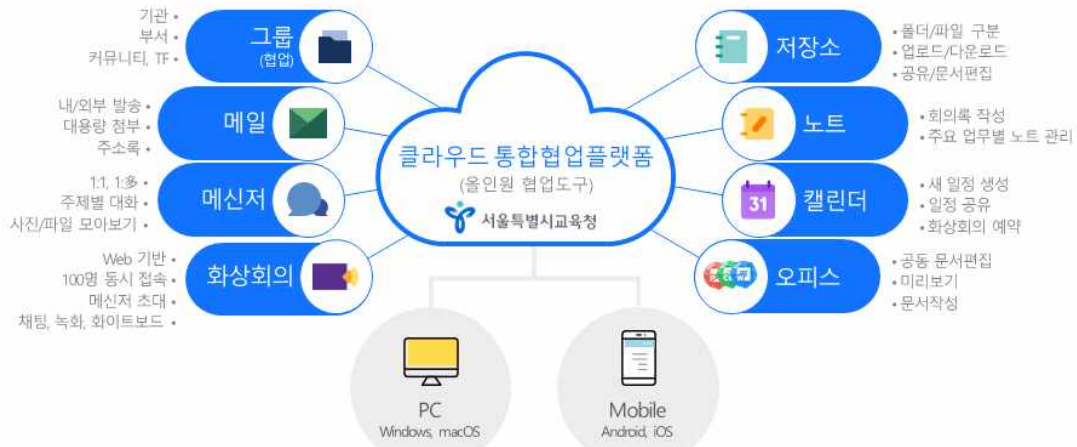 기관 •
부서 •
커뮤니티, TF •
그룹
(협업)
내/외부 발송 •
대용량 첨부 •
주소록 •
메일
1:1, 1:多 •
주제별 대화 •
사진/파일 모아보기 •
메신저
Web 기반 •
100명 동시 접속 •
메신저 초대 •
채팅, 녹화, 화이트보드 •
화상회의
클라우드 통합협업플랫폼
(올인원 협업도구)
서울특별시교육청
저장소
• 폴더/파일 구분
• 업로드/다운로드
• 공유/문서편집
노트
• 회의록 작성
• 주요 업무별 노트 관리
31
캘린더
• 새 일정 생성
• 일정 공유
• 화상회의 예약
오피스
• 공동 문서편집
• 미리보기
• 문서작성
PC
Windows, macOS
Mobile
Android, iOS